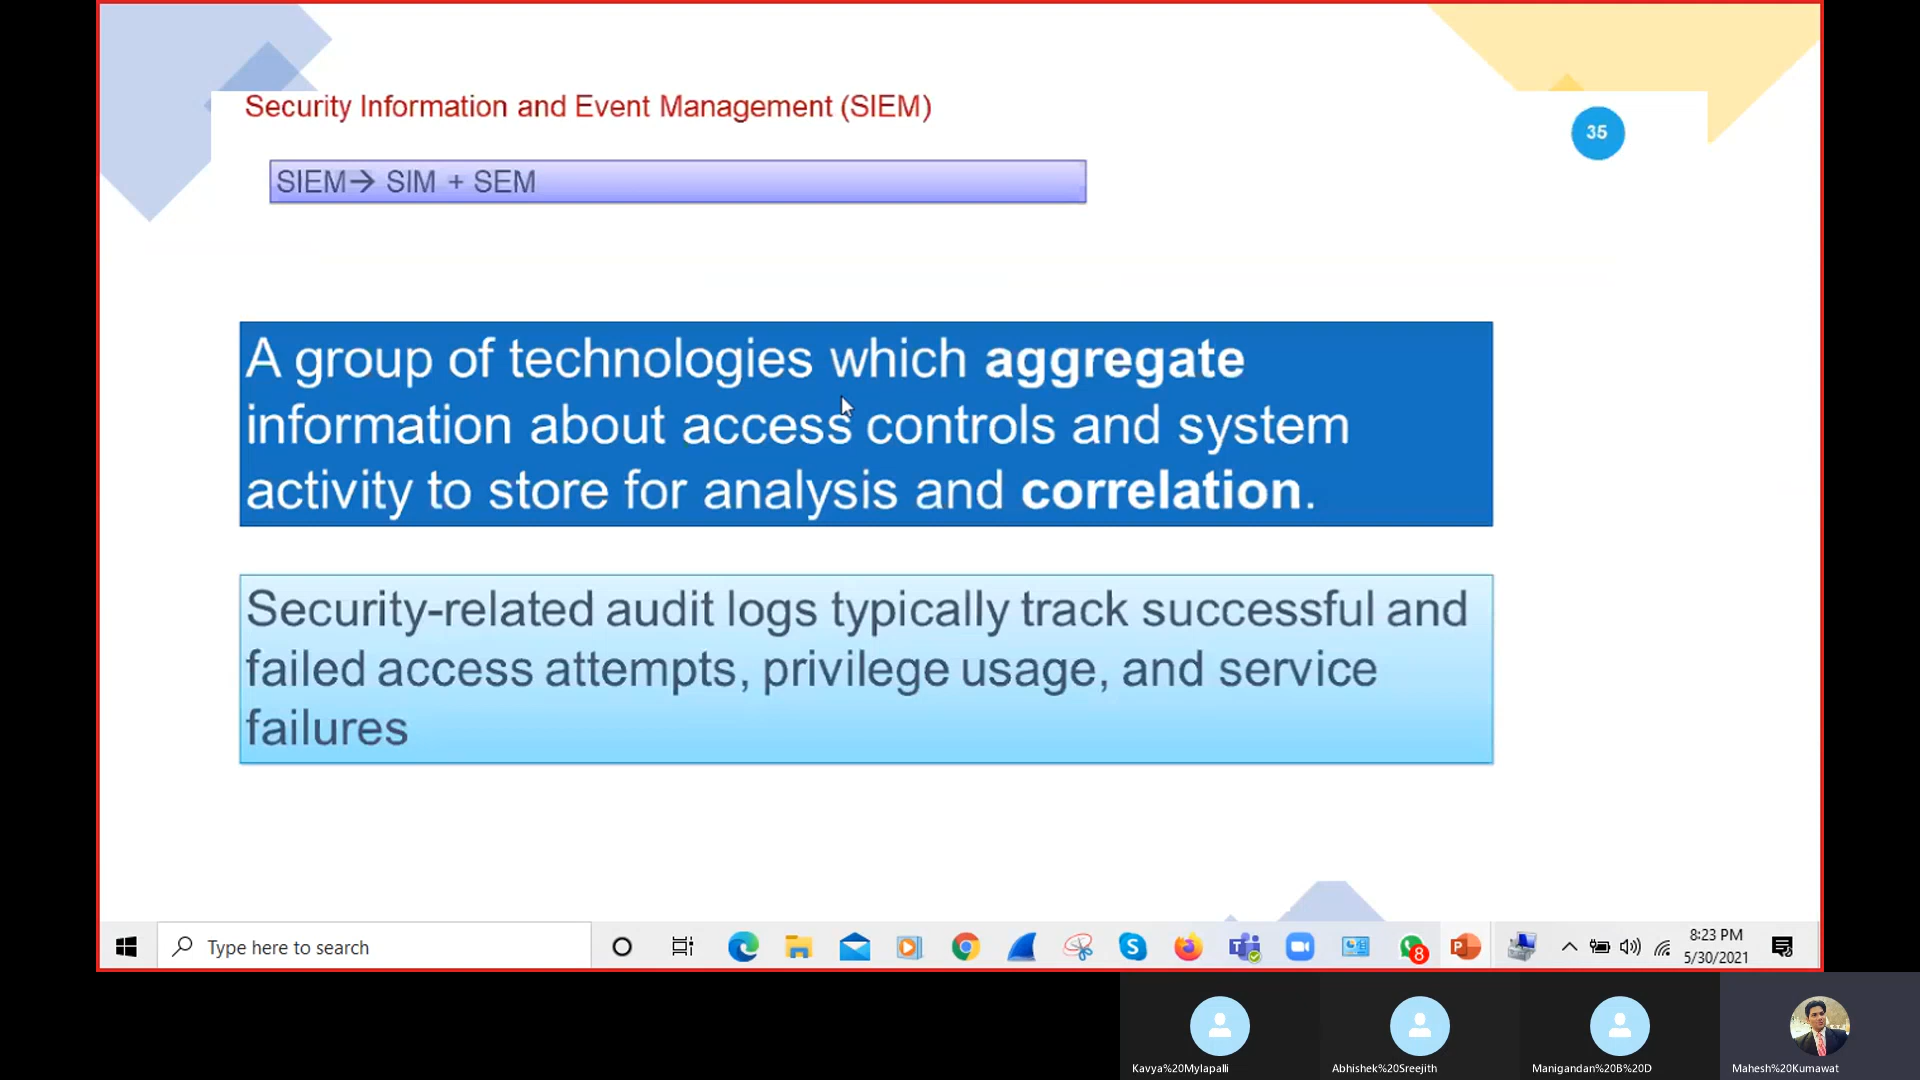 Security Information and Event Management (SIEM)
35
SIEM→ SIM + SEM
A group of technologies which aggregate
information about access controls and system
activity to store for analysis and correlation.
Security-related audit logs typically track successful and
failed access attempts, privilege usage, and service
failures
Type here to search
8
8:23 PM
5/30/2021
Kavya%20Mylapalli
Abhishek%20Sreejith
Manigandan%20B%20D
Mahesh%20Kumawat